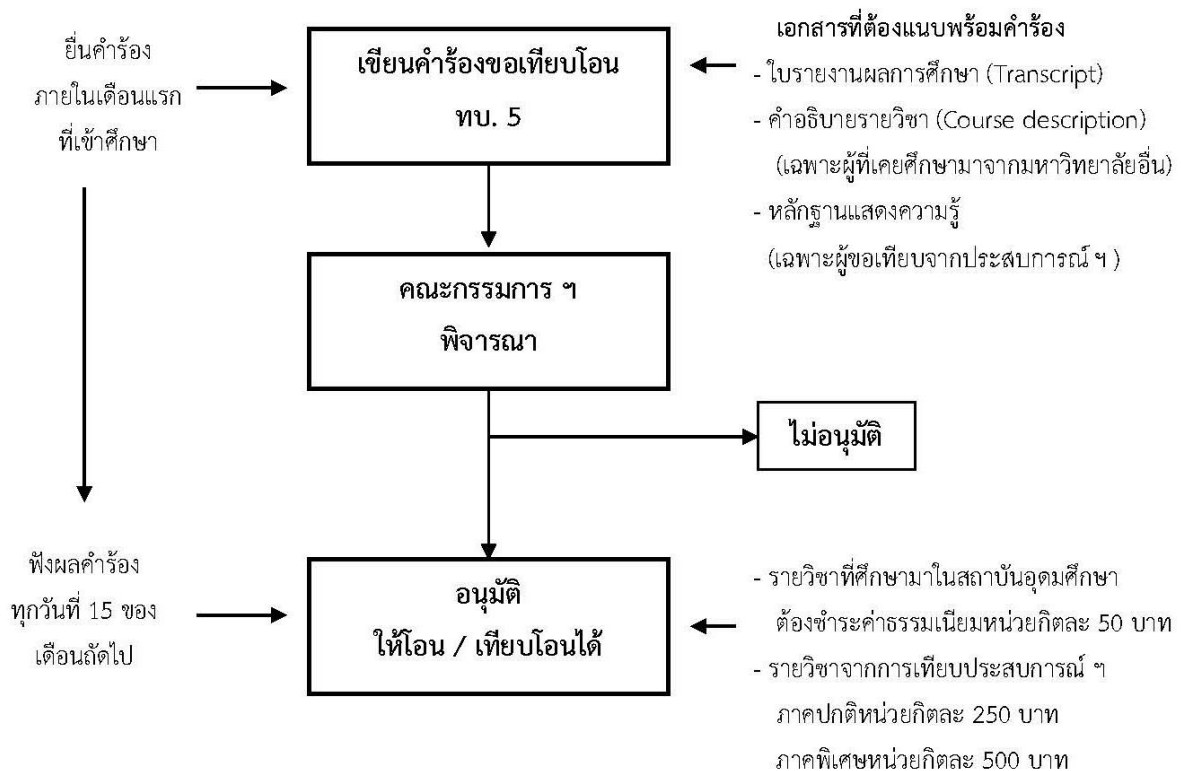 ยื่นคำร้อง
ภายในเดือนแรก
ที่เข้าศึกษา
เขียนคำร้องขอเทียบโอน
ทบ. 5
เอกสารที่ต้องแนบพร้อมคำร้อง
- ใบรายงานผลการศึกษา (Transcript)
- คำอธิบายรายวิชา (Course description)
(เฉพาะผู้ที่เคยศึกษามาจากมหาวิทยาลัยอื่น)
- หลักฐานแสดงความรู้
(เฉพาะผู้ขอเทียบจากประสบการณ์ ฯ )
คณะกรรมการ ฯ
พิจารณา
ไม่อนุมัติ
ฟังผลคำร้อง
ทุกวันที่ 15 ของ
เดือนถัดไป
อนุมัติ
ให้โอน / เทียบโอนได้
- รายวิชาที่ศึกษามาในสถาบันอุดมศึกษา
ต้องชำระค่าธรรมเนียมหน่วยกิตละ 50 บาท
- รายวิชาจากการเทียบประสบการณ์ ฯ
ภาคปกติหน่วยกิตละ 250 บาท
ภาคพิเศษหน่วยกิตละ 500 บาท